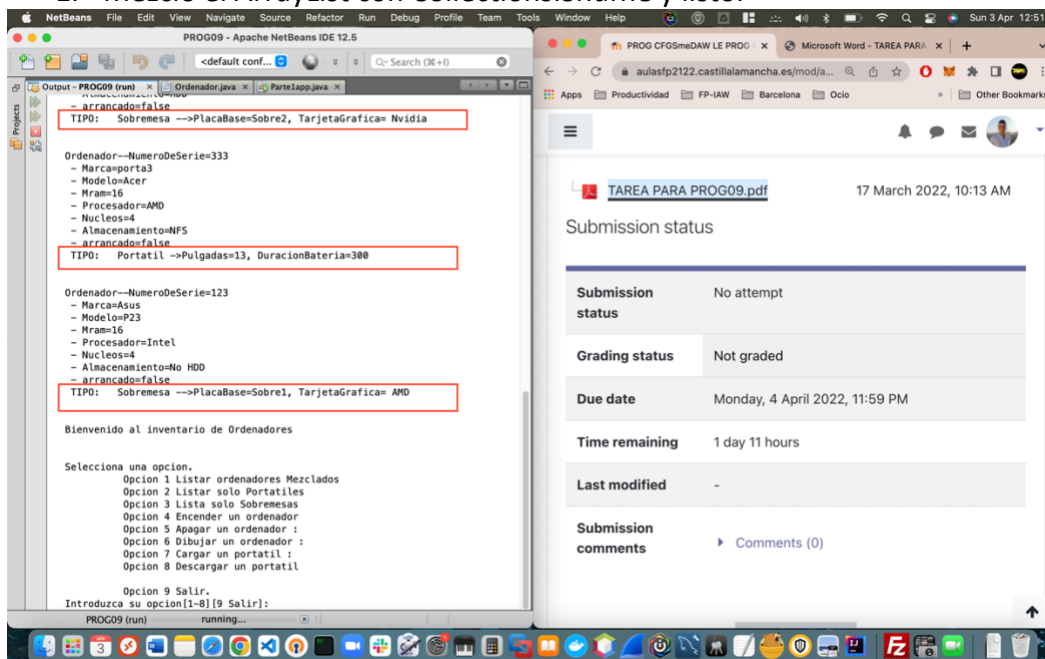 Mezclo el ArrayList con Collections.shuffle y listo.
NetBeans File Edit View Navigate Source Refactor Run Debug Profile Team Tools Window Help Sun 3 Apr 12:51
PROG09 - Apache NetBeans IDE 12.5
<default conf...
Search (⌘+I)
Output - PROG09 (run) × Ordenador.java × Parte1app.java ×
Projects
- arrancado=false
TIPO: Sobremesa -->PlacaBase=Sobre2, TarjetaGrafica= Nvidia
Ordenador--NumeroDeSerie=333
- Marca=porta3
- Modelo=Acer
- Mram=16
- Procesador=AMD
- Nucleos=4
- Almacenamiento=NFS
- arrancado=false
TIPO: Portatil ->Pulgadas=13, DuracionBateria=300
Ordenador--NumeroDeSerie=123
- Marca=Asus
- Modelo=P23
- Mram=16
- Procesador=Intel
- Nucleos=4
- Almacenamiento=No HDD
- arrancado=false
TIPO: Sobremesa -->PlacaBase=Sobre1, TarjetaGrafica= AMD
Bienvenido al inventario de Ordenadores
Selecciona una opcion.
Opcion 1 Listar ordenadores Mezclados
Opcion 2 Listar solo Portatiles
Opcion 3 Lista solo Sobremesas
Opcion 4 Encender un ordenador
Opcion 5 Apagar un ordenador :
Opcion 6 Dibujar un ordenador :
Opcion 7 Cargar un portatil :
Opcion 8 Descargar un portatil
Opcion 9 Salir.
Introduzca su opcion[1-8][9 Salir]:
PROG09 (run) running...
PROG CFGSmeDAW LE PROG × Microsoft Word - TAREA PARA × +
aulasfp2122.castillalamancha.es/mod/a...
Apps Productividad FP-IAW Barcelona Ocio » Other Bookmarks
TAREA PARA PROG09.pdf 17 March 2022, 10:13 AM
Submission status
Submission status No attempt
Grading status Not graded
Due date Monday, 4 April 2022, 11:59 PM
Time remaining 1 day 11 hours
Last modified -
Submission comments Comments (0)